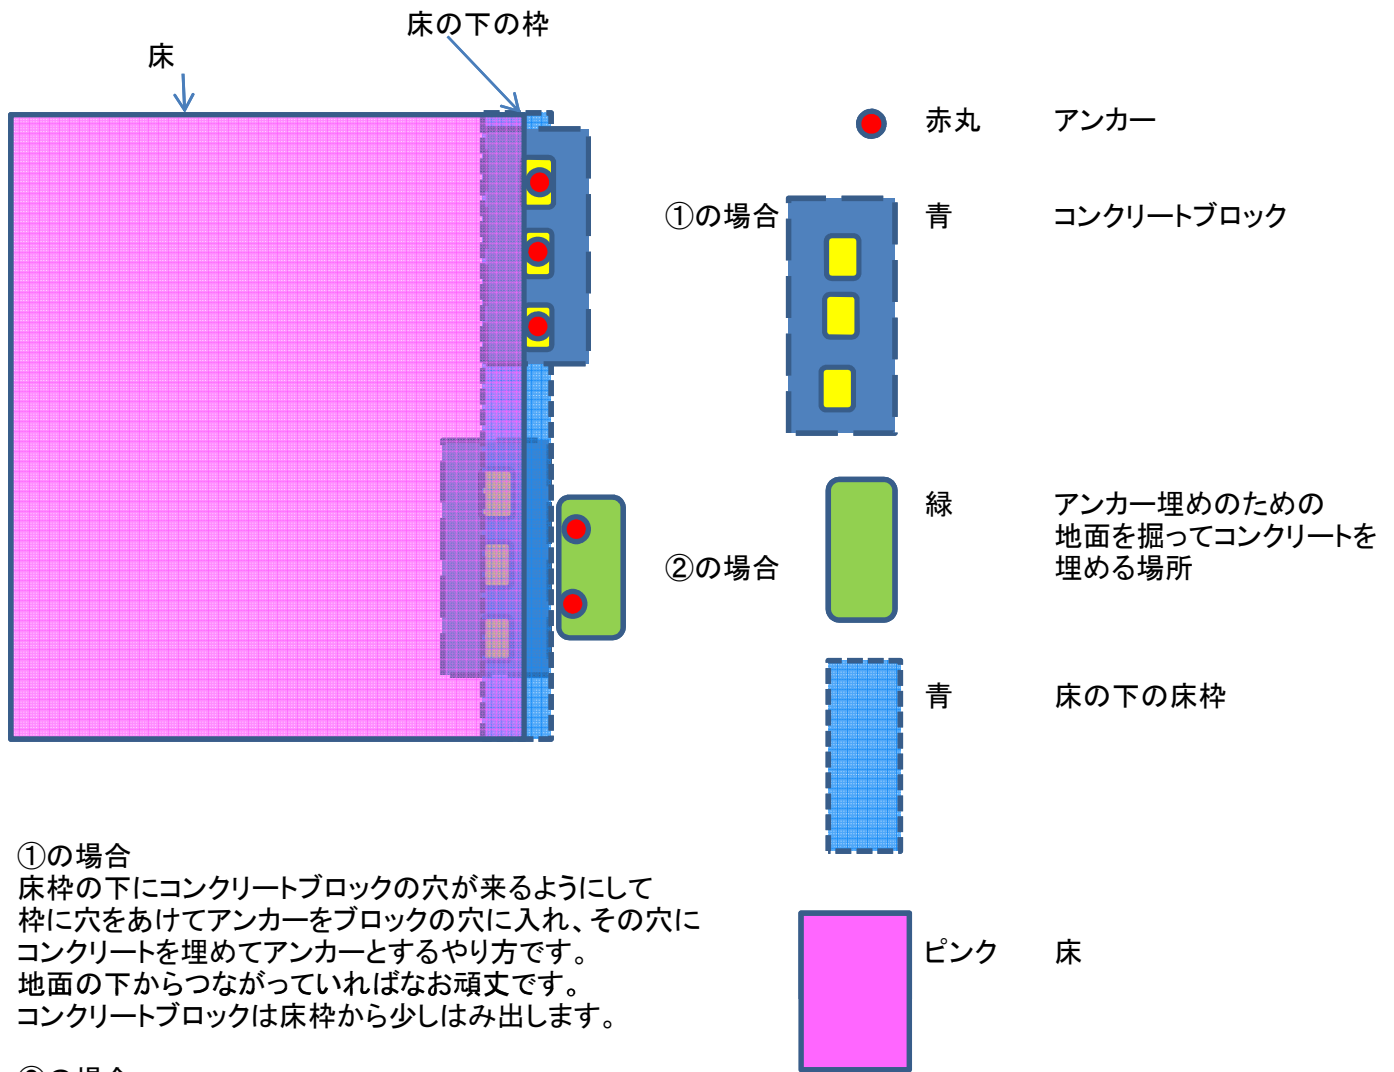 床の下の枠
床
赤丸 アンカー
①の場合 青 コンクリートブロック
緑 アンカー埋めのための
地面を掘ってコンクリートを
埋める場所
②の場合
青 床の下の床枠
ピンク 床
①の場合
床枠の下にコンクリートブロックの穴が来るようにして
枠に穴をあけてアンカーをブロックの穴に入れ、その穴に
コンクリートを埋めてアンカーとするやり方です。
地面の下からつながっていればなお頑丈です。
コンクリートブロックは床枠から少しはみ出します。